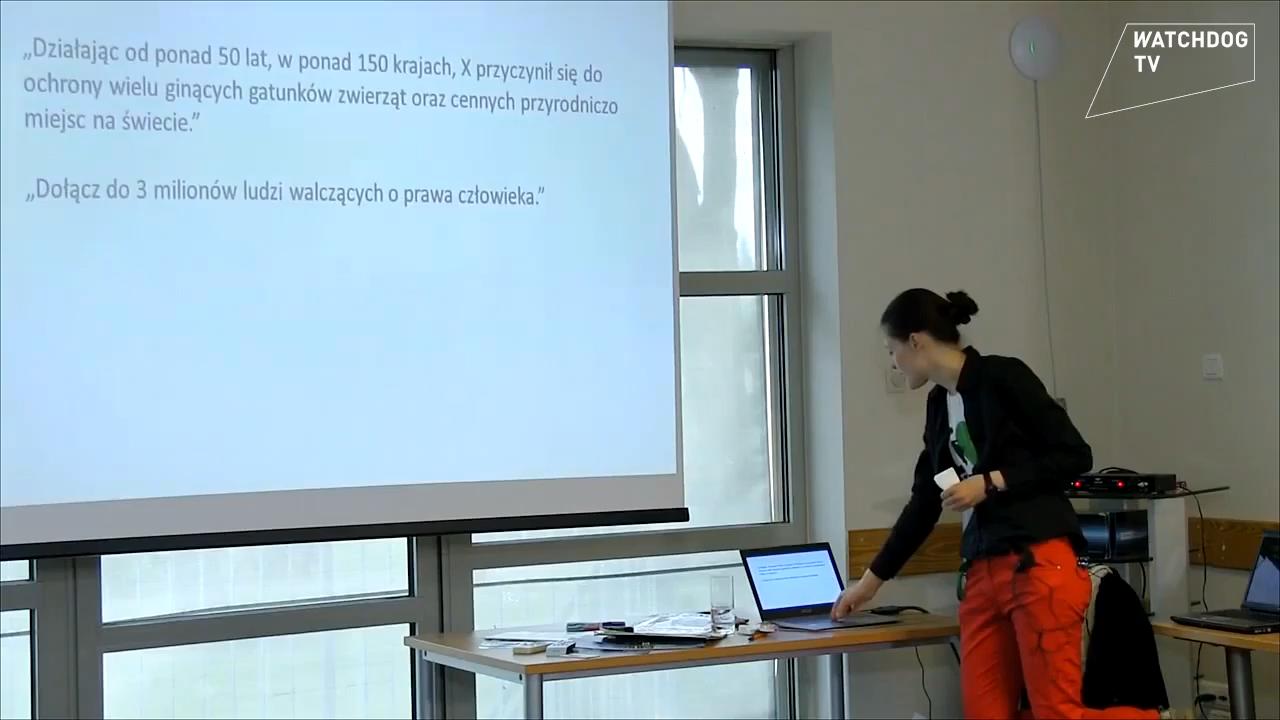 „Działając od ponad 50 lat, w ponad 150 krajach, X przyczynił się do
ochrony wielu ginących gatunków zwierząt oraz cennych przyrodniczo
miejsc na świecie.”
„Dołącz do 3 milionów ludzi walczących o prawa człowieka.”
WATCHDOG
TV